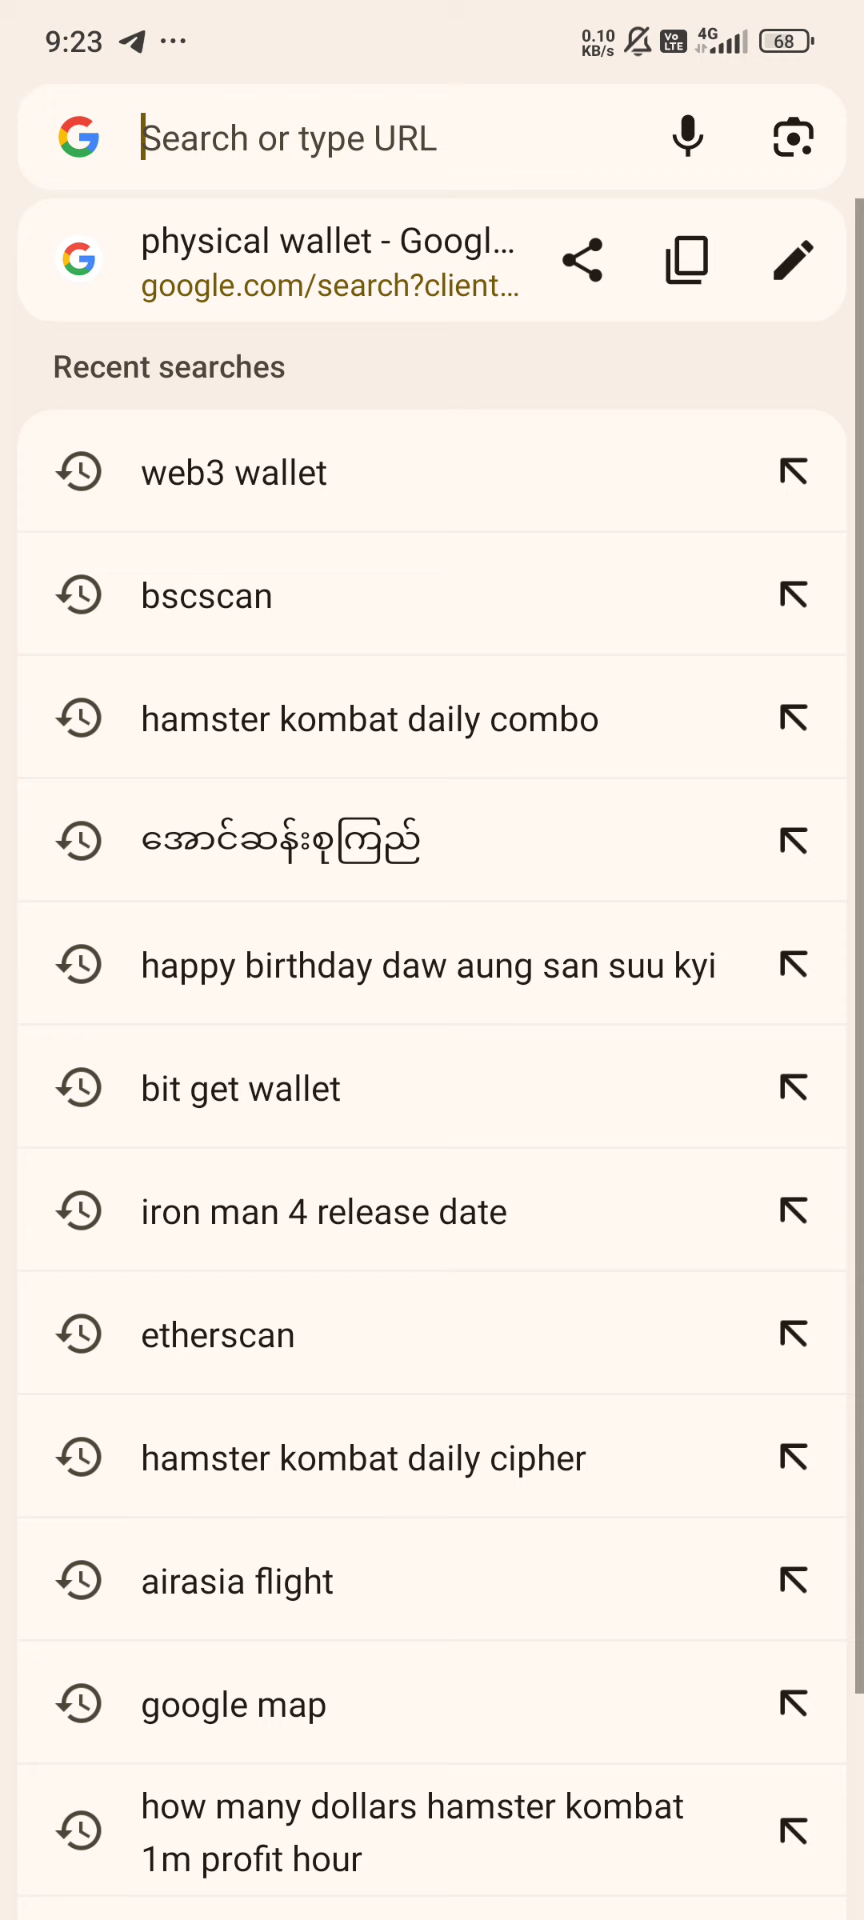 9:23
0.10
KB/s
Vo
LTE
4G
68
Search or type URL
physical wallet - Googl...
google.com/search?client...
Recent searches
web3 wallet
bscscan
hamster kombat daily combo
အောင်ဆန်းစုကြည်
happy birthday daw aung san suu kyi
bit get wallet
iron man 4 release date
etherscan
hamster kombat daily cipher
airasia flight
google map
how many dollars hamster kombat
1m profit hour